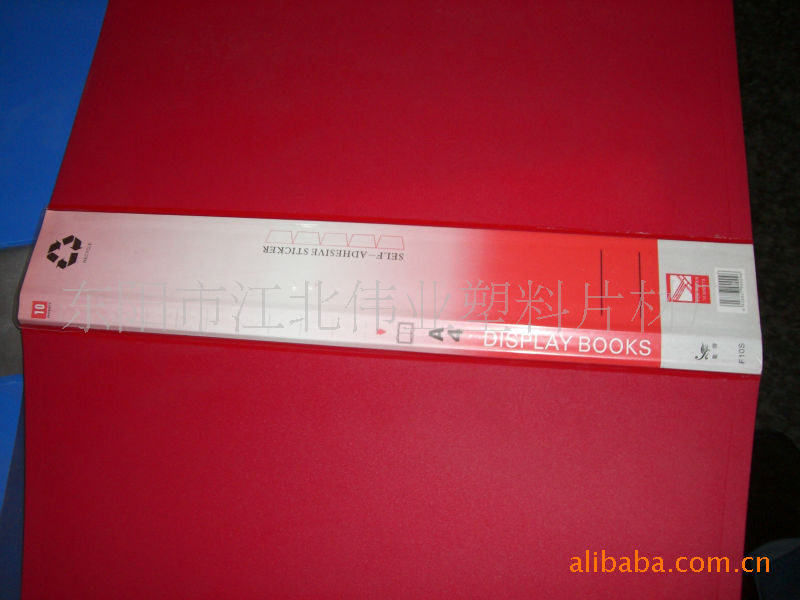 RECYCLE
SELF-ADHESIVE STICKER
10
东阳市江北伟业塑料片材厂
A4
DISPLAY BOOKS
F10S
alibaba.com.cn